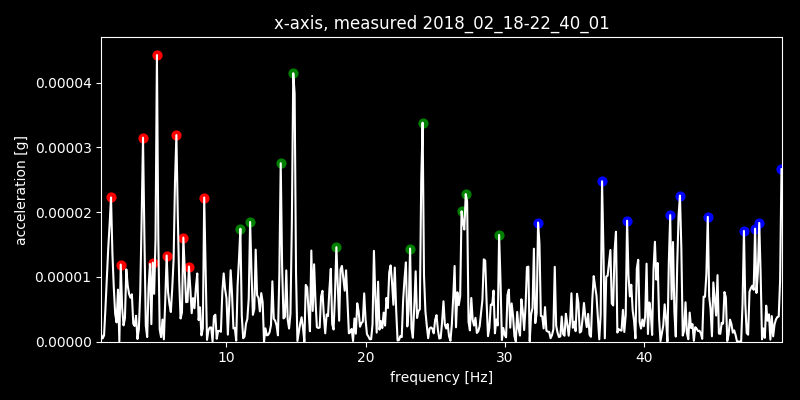 x-axis, measured 2018_02_18-22_40_01
0.00004
0.00003
0.00002
0.00001
0.00000
acceleration [g]
10 20 30 40
frequency [Hz]